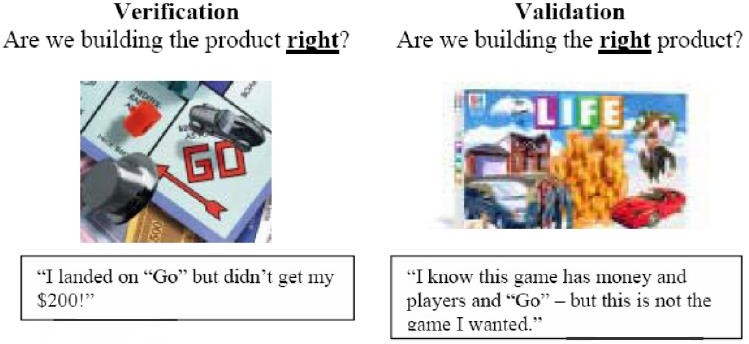 Verification
Are we building the product right?
Validation
Are we building the right product?
GO
LIFE
"I landed on "Go" but didn't get my
$200!"
"I know this game has money and
players and "Go" – but this is not the
game I wanted."